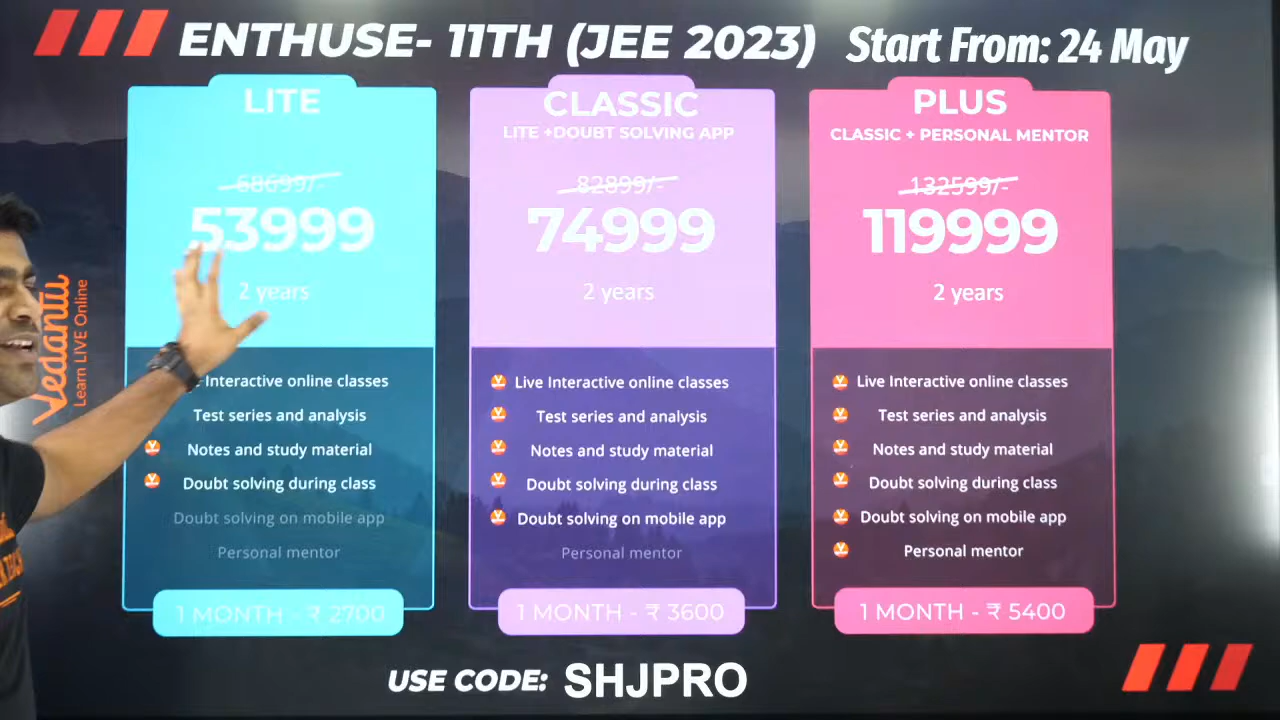 ENTHUSE- 11TH (JEE 2023) Start From: 24 May
LITE
68699/-
53999
2 years
Interactive online classes
Test series and analysis
Notes and study material
Doubt solving during class
Doubt solving on mobile app
Personal mentor
1 MONTH - ₹ 2700
CLASSIC
LITE +DOUBT SOLVING APP
82899/-
74999
2 years
Live Interactive online classes
Test series and analysis
Notes and study material
Doubt solving during class
Doubt solving on mobile app
Personal mentor
1 MONTH - ₹ 3600
PLUS
CLASSIC + PERSONAL MENTOR
132599/-
119999
2 years
Live Interactive online classes
Test series and analysis
Notes and study material
Doubt solving during class
Doubt solving on mobile app
Personal mentor
1 MONTH - ₹ 5400
USE CODE: SHJPRO
Vedantu
Learn LIVE Online